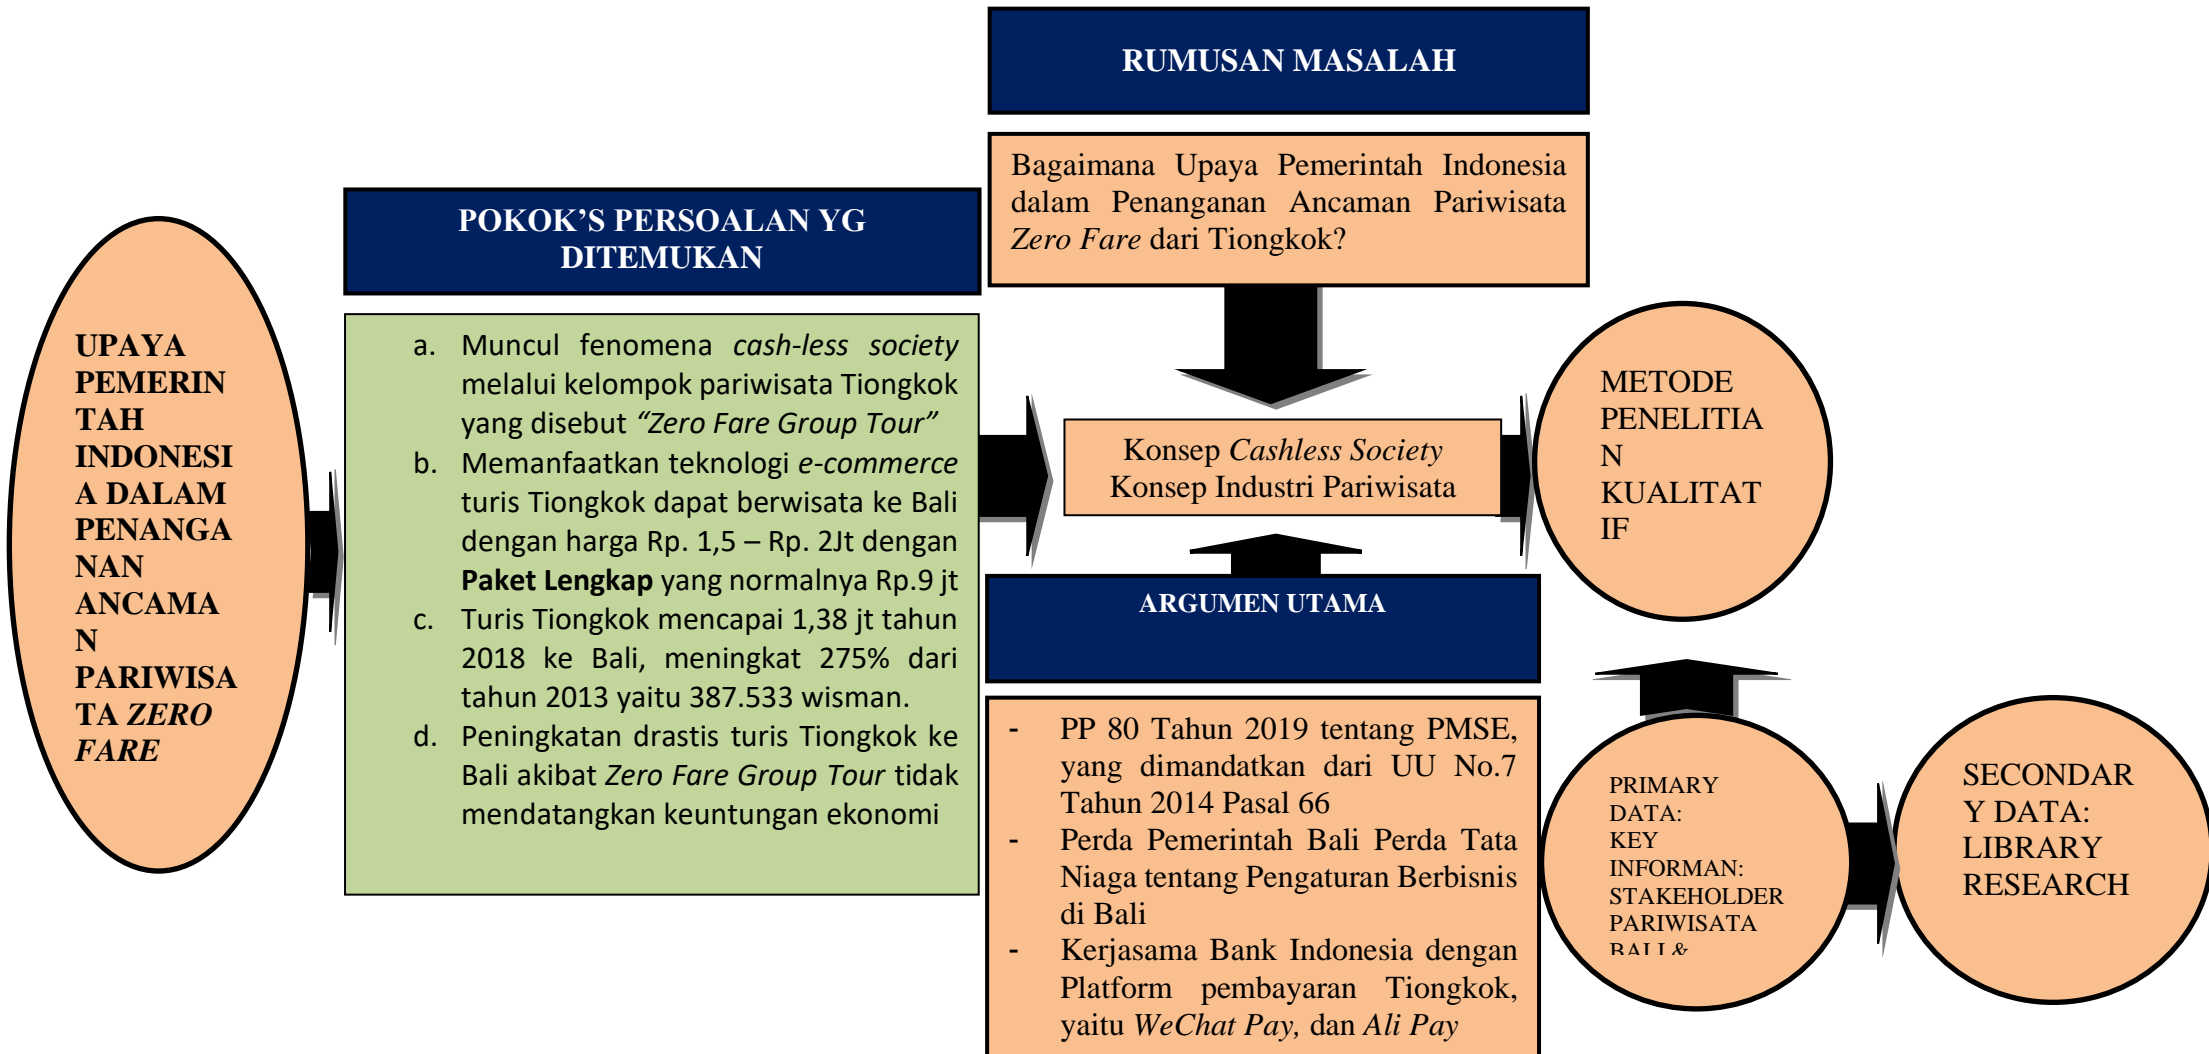 UPAYA
PEMERIN
TAH
INDONESI
A DALAM
PENANGA
NAN
ANCAMA
N
PARIWISA
TA ZERO
FARE
POKOK'S PERSOALAN YG
DITEMUKAN
a. Muncul fenomena cash-less society
melalui kelompok pariwisata Tiongkok
yang disebut “Zero Fare Group Tour”
b. Memanfaatkan teknologi e-commerce
turis Tiongkok dapat berwisata ke Bali
dengan harga Rp. 1,5 – Rp. 2Jt dengan
Paket Lengkap yang normalnya Rp.9 jt
c. Turis Tiongkok mencapai 1,38 jt tahun
2018 ke Bali, meningkat 275% dari
tahun 2013 yaitu 387.533 wisman.
d. Peningkatan drastis turis Tiongkok ke
Bali akibat Zero Fare Group Tour tidak
mendatangkan keuntungan ekonomi
RUMUSAN MASALAH
Bagaimana Upaya Pemerintah Indonesia
dalam Penanganan Ancaman Pariwisata
Zero Fare dari Tiongkok?
Konsep Cashless Society
Konsep Industri Pariwisata
ARGUMEN UTAMA
- PP 80 Tahun 2019 tentang PMSE,
yang dimandatkan dari UU No.7
Tahun 2014 Pasal 66
- Perda Pemerintah Bali Perda Tata
Niaga tentang Pengaturan Berbisnis
di Bali
- Kerjasama Bank Indonesia dengan
Platform pembayaran Tiongkok,
yaitu WeChat Pay, dan Ali Pay
METODE
PENELITIA
N
KUALITAT
IF
PRIMARY
DATA:
KEY
INFORMAN:
STAKEHOLDER
PARIWISATA
BALI &
SECONDAR
Y DATA:
LIBRARY
RESEARCH